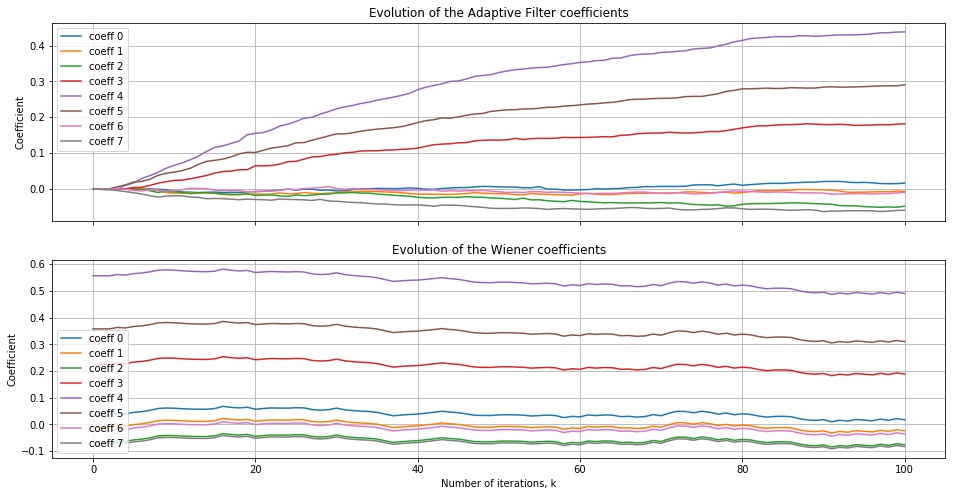 Evolution of the Adaptive Filter coefficients
Coefficient
0.4
0.3
0.2
0.1
0.0
coeff 0
coeff 1
coeff 2
coeff 3
coeff 4
coeff 5
coeff 6
coeff 7
Evolution of the Wiener coefficients
Coefficient
0.6
0.5
0.4
0.3
0.2
0.1
0.0
−0.1
coeff 0
coeff 1
coeff 2
coeff 3
coeff 4
coeff 5
coeff 6
coeff 7
0 20 40 60 80 100
Number of iterations, k